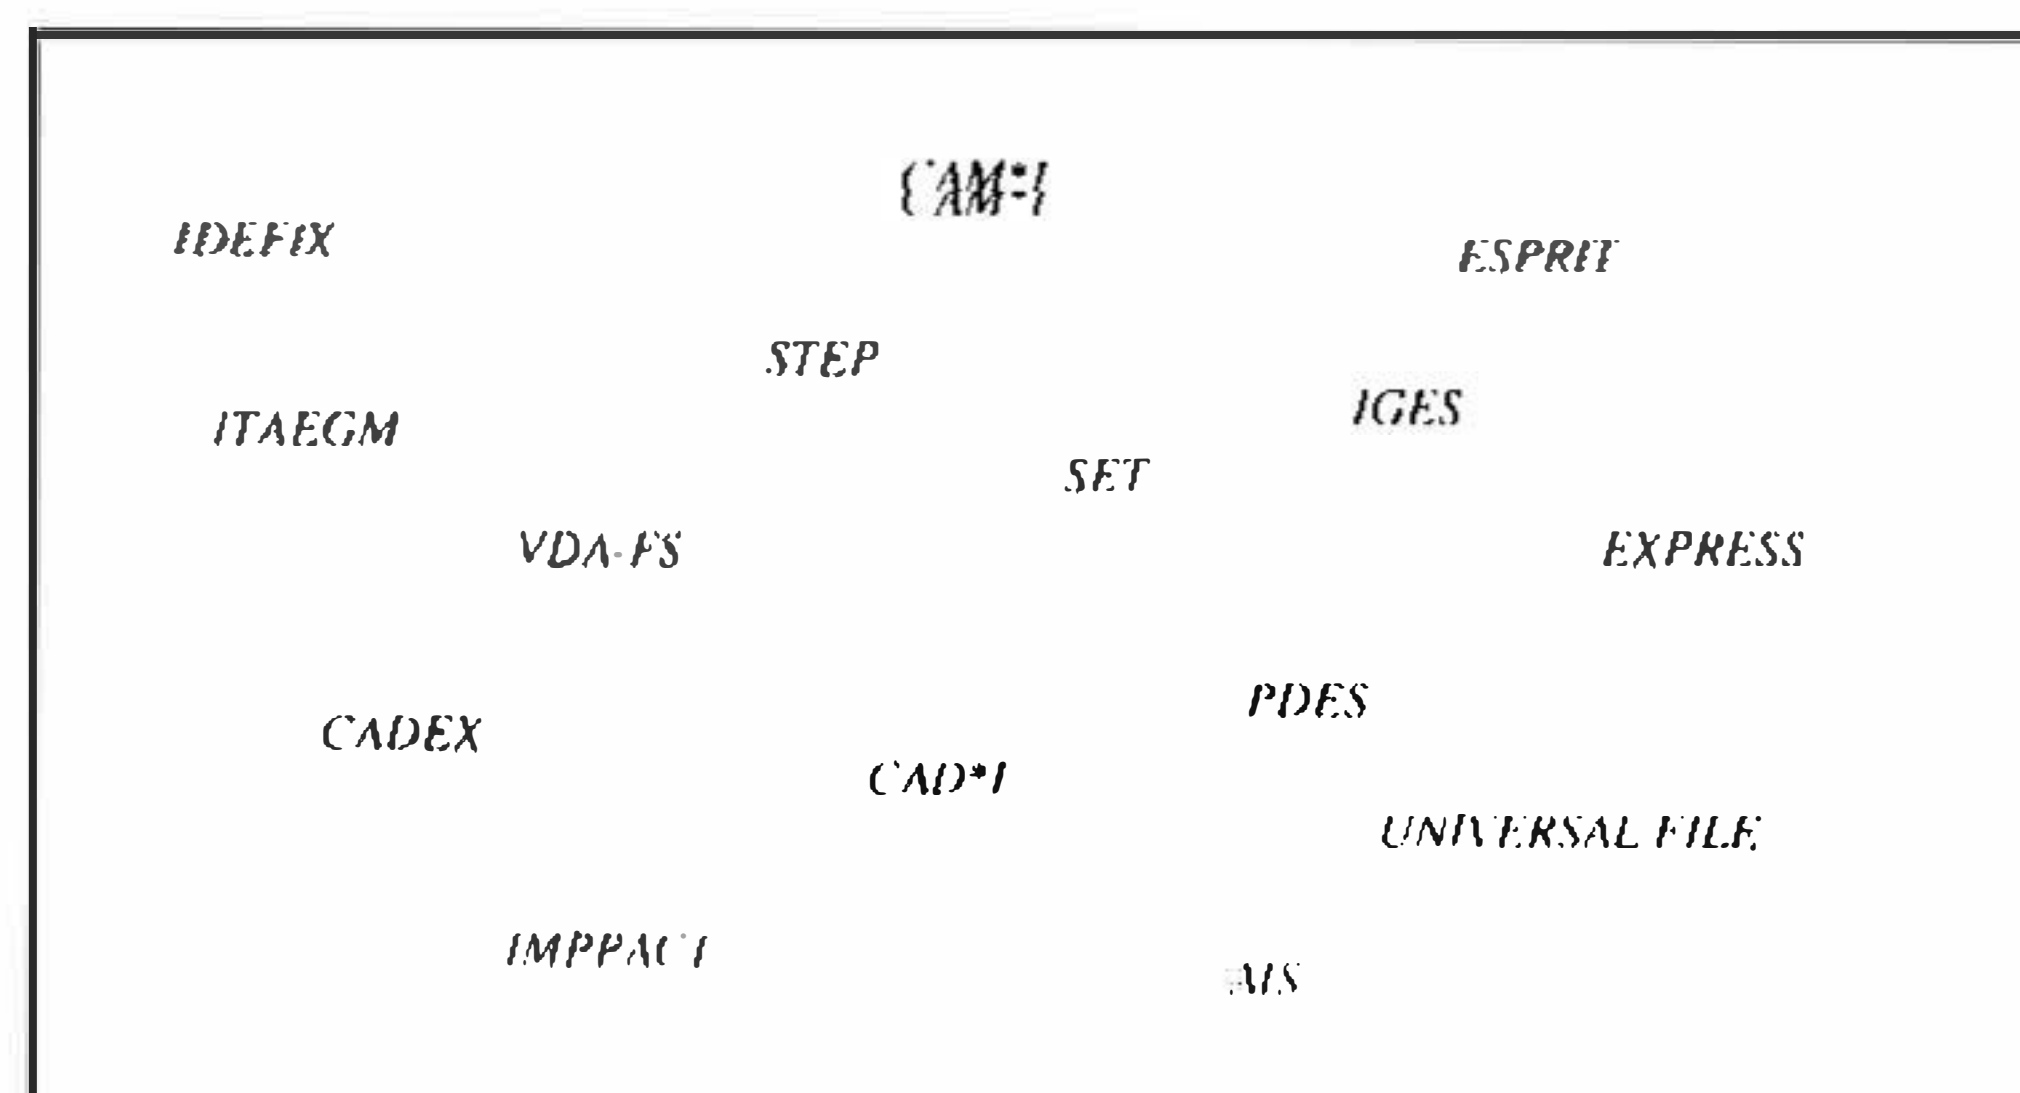 CAM*I
IDEFIX
ESPRIT
STEP
IGES
ITAEGM
SET
VDA-FS
EXPRESS
PDES
CADEX
CAD*I
UNIVERSAL FILE
IMPPACT